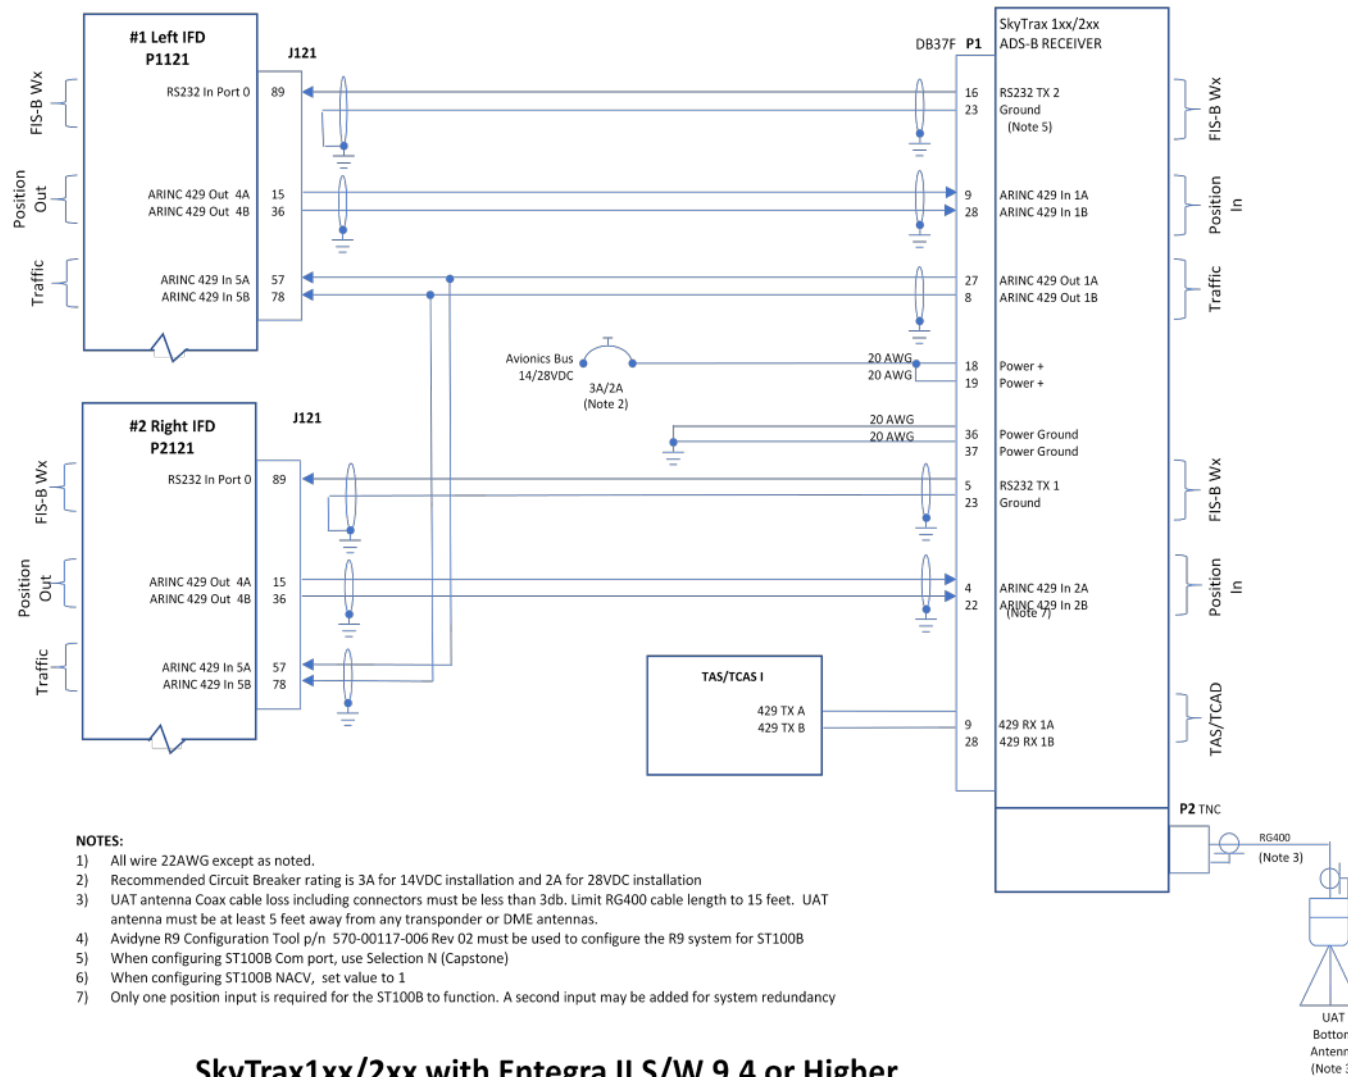 #1 Left IFD
P1121
J121
FIS-B Wx
RS232 In Port 0
89
Position
Out
ARINC 429 Out 4A
15
ARINC 429 Out 4B
36
Traffic
ARINC 429 In 5A
57
ARINC 429 In 5B
78
#2 Right IFD
P2121
J121
FIS-B Wx
RS232 In Port 0
89
Position
Out
ARINC 429 Out 4A
15
ARINC 429 Out 4B
36
Traffic
ARINC 429 In 5A
57
ARINC 429 In 5B
78
Avionics Bus
14/28VDC
3A/2A
(Note 2)
20 AWG
20 AWG
20 AWG
20 AWG
TAS/TCAS I
429 TX A
429 TX B
DB37F P1
SkyTrax 1xx/2xx
ADS-B RECEIVER
16 RS232 TX 2
23 Ground
(Note 5)
FIS-B Wx
9 ARINC 429 In 1A
28 ARINC 429 In 1B
Position
In
27 ARINC 429 Out 1A
8 ARINC 429 Out 1B
Traffic
18 Power +
19 Power +
36 Power Ground
37 Power Ground
5 RS232 TX 1
23 Ground
FIS-B Wx
4 ARINC 429 In 2A
22 ARINC 429 In 2B
(Note 7)
Position
In
9 429 RX 1A
28 429 RX 1B
TAS/TCAD
P2 TNC
RG400
(Note 3)
UAT
NOTES:
1) All wire 22AWG except as noted.
2) Recommended Circuit Breaker rating is 3A for 14VDC installation and 2A for 28VDC installation
3) UAT antenna Coax cable loss including connectors must be less than 3db. Limit RG400 cable length to 15 feet. UAT
antenna must be at least 5 feet away from any transponder or DME antennas.
4) Avidyne R9 Configuration Tool p/n 570-00117-006 Rev 02 must be used to configure the R9 system for ST100B
5) When configuring ST100B Com port, use Selection N (Capstone)
6) When configuring ST100B NACV, set value to 1
7) Only one position input is required for the ST100B to function. A second input may be added for system redundancy
Bottom
Antenn
(Note 3
SkyTrax1xx/2xx with Entegra II S/W 9.4 or Higher